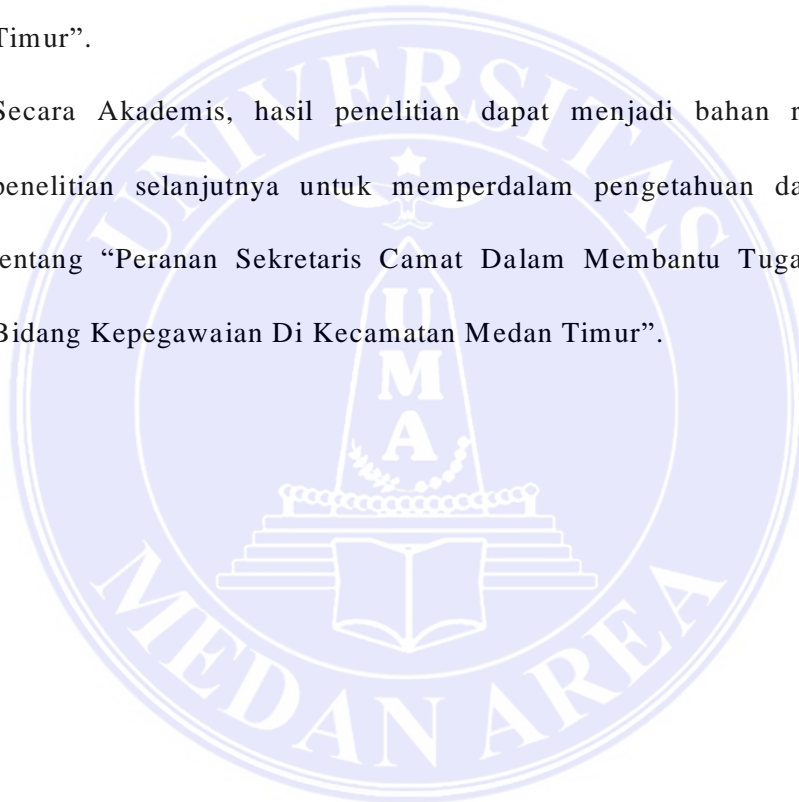 Timur”.
Secara Akademis, hasil penelitian dapat menjadi bahan
penelitian selanjutnya untuk memperdalam pengetahuan
tentang “Peranan Sekretaris Camat Dalam Membantu
Bidang Kepegawaian Di Kecamatan Medan Timur”.
UNIVERSITAS
UMA
MEDAN AREA